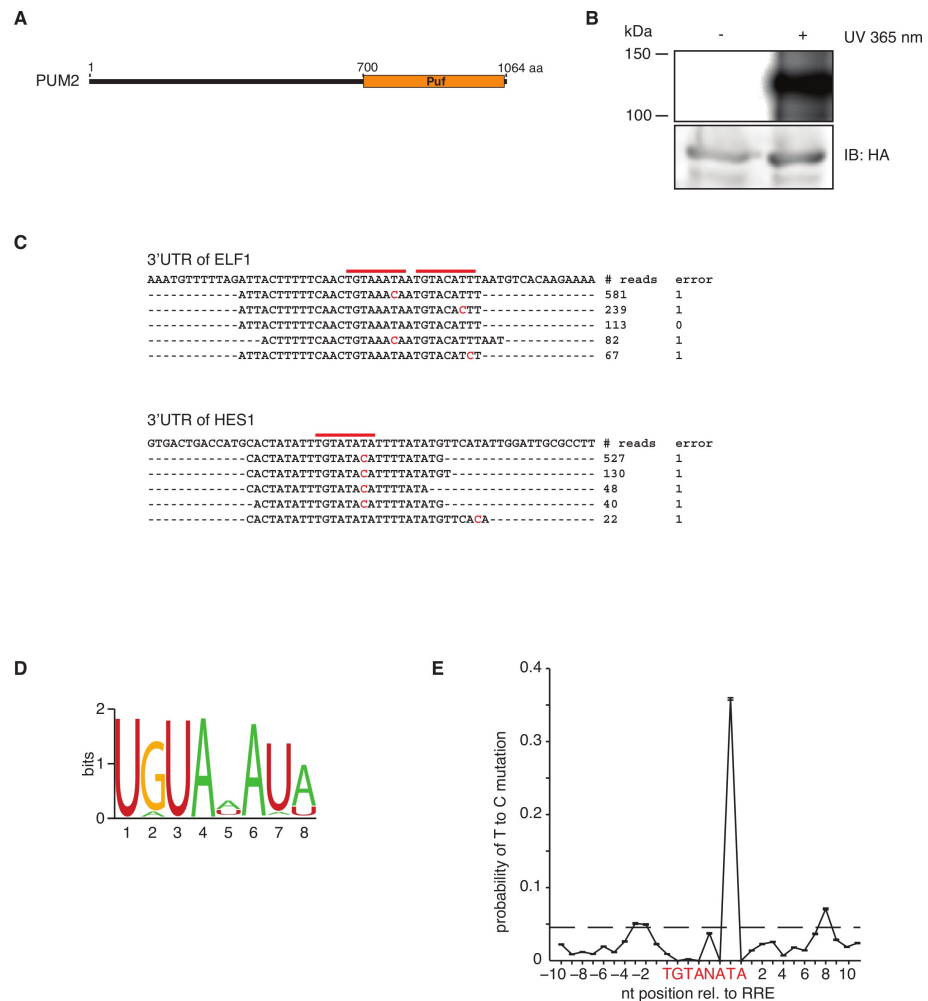 A
1
700
1064 aa
PUM2
Puf
B
kDa
- +
UV 365 nm
150
100
IB: HA
C
3'UTR of ELF1
AAATGTTTTTAGATTACTTTTTCAACTGTAAATAATGTACATTTAATGTCACAAGAAAA # reads error
------------ATTACTTTTTCAACTGTAAACAATGTACATTT--------------- 581 1
------------ATTACTTTTTCAACTGTAAATAATGTACACTT--------------- 239 1
------------ATTACTTTTTCAACTGTAAATAATGTACATTT--------------- 113 0
---------------ACTTTTTCAACTGTAAACAATGTACATTTAAT------------ 82 1
------------ATTACTTTTTCAACTGTAAATAATGTACATCT--------------- 67 1
3'UTR of HES1
GTGACTGACCATGCACTATATTTGTATATATTTTATATGTTCATATTGGATTGCGCCTT # reads error
-------------CACTATATTTGTATACATTTTATATG-------------------- 527 1
-------------CACTATATTTGTATACATTTTATATGT------------------- 130 1
-------------CACTATATTTGTATACATTTTATA---------------------- 48 1
--------------ACTATATTTGTATACATTTTATATG-------------------- 40 1
-------------CACTATATTTGTATATATTTTATATGTTCACA-------------- 22 1
D
2
1
0
bits
UGUAAAUA
1 2 3 4 5 6 7 8
E
0.4
0.3
0.2
0.1
0
probability of T to C mutation
−10 −8 −6 −4 −2 TGTANATA 2 4 6 8 10
nt position rel. to RRE